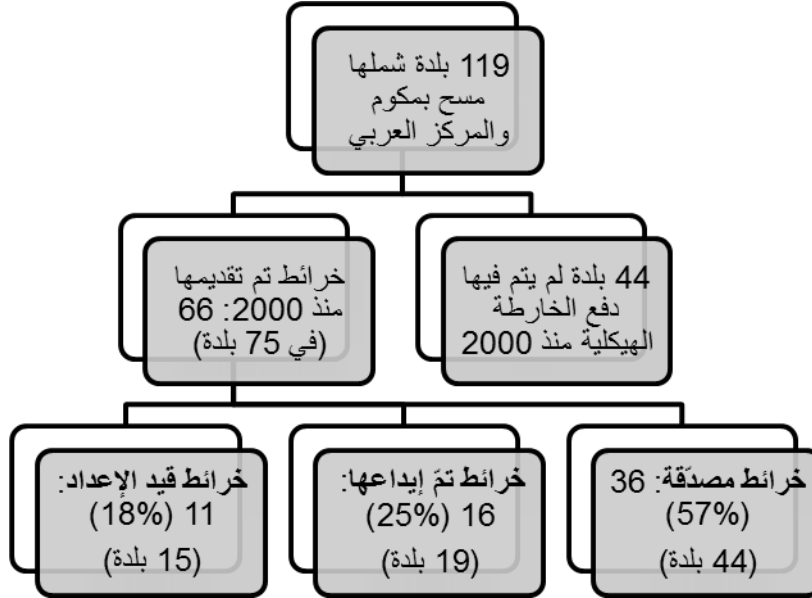 119 بلدة شملها
مسح بمكوم
والمركز العربي
44 بلدة لم يتم فيها
دفع الخارطة
الهيكلية منذ 2000
خرائط تم تقديمها
منذ 2000: 66
(في 75 بلدة)
خرائط مصدّقة: 36
(57%)
(44 بلدة)
خرائط تمّ إيداعها:
16 (25%)
(19 بلدة)
خرائط قيد الإعداد:
11 (18%)
(15 بلدة)